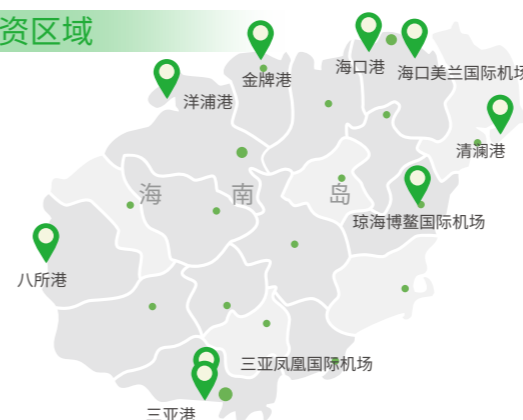 资区域
金牌港
海口港
海口美兰国际机场
洋浦港
清澜港
海南岛
琼海博鳌国际机场
八所港
三亚凤凰国际机场
三亚港